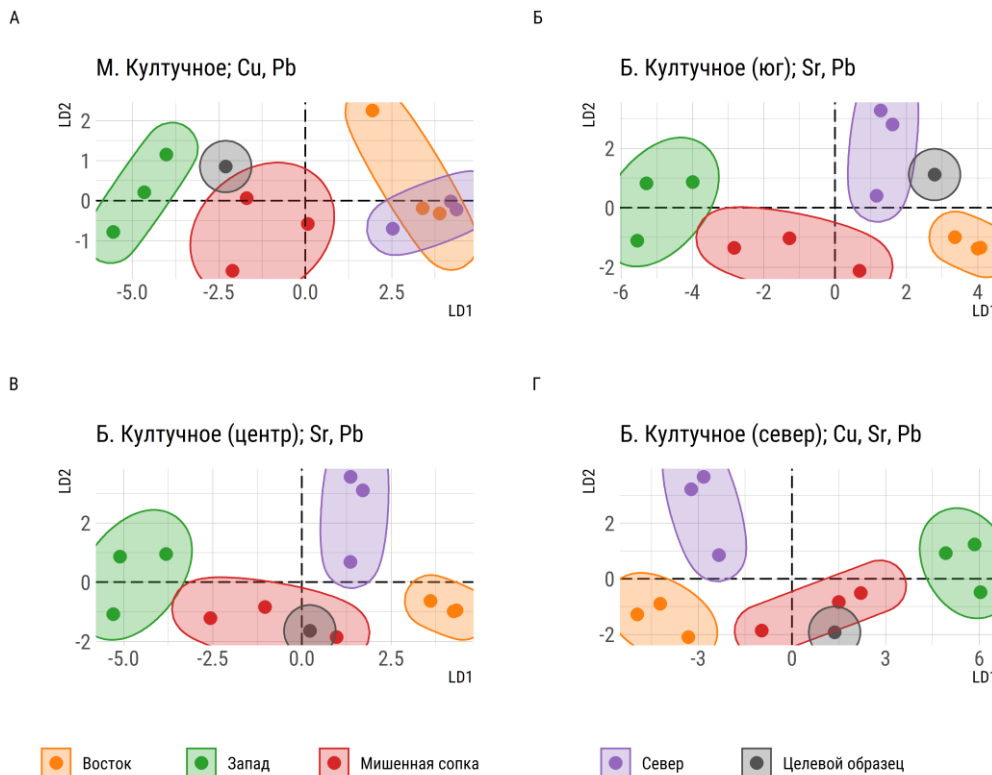 А
Б
М. Култучное; Cu, Pb
Б. Култучное (юг); Sr, Pb
LD2
2
1
0
-1
-5.0
-2.5
0.0
2.5
LD1
LD2
2
0
-2
-6
-4
-2
0
2
4
LD1
В
Г
Б. Култучное (центр); Sr, Pb
Б. Култучное (север); Cu, Sr, Pb
LD2
2
0
-2
-5.0
-2.5
0.0
2.5
LD1
LD2
2
0
-2
-3
0
3
6
LD1
Восток
Запад
Мишенная сопка
Север
Целевой образец